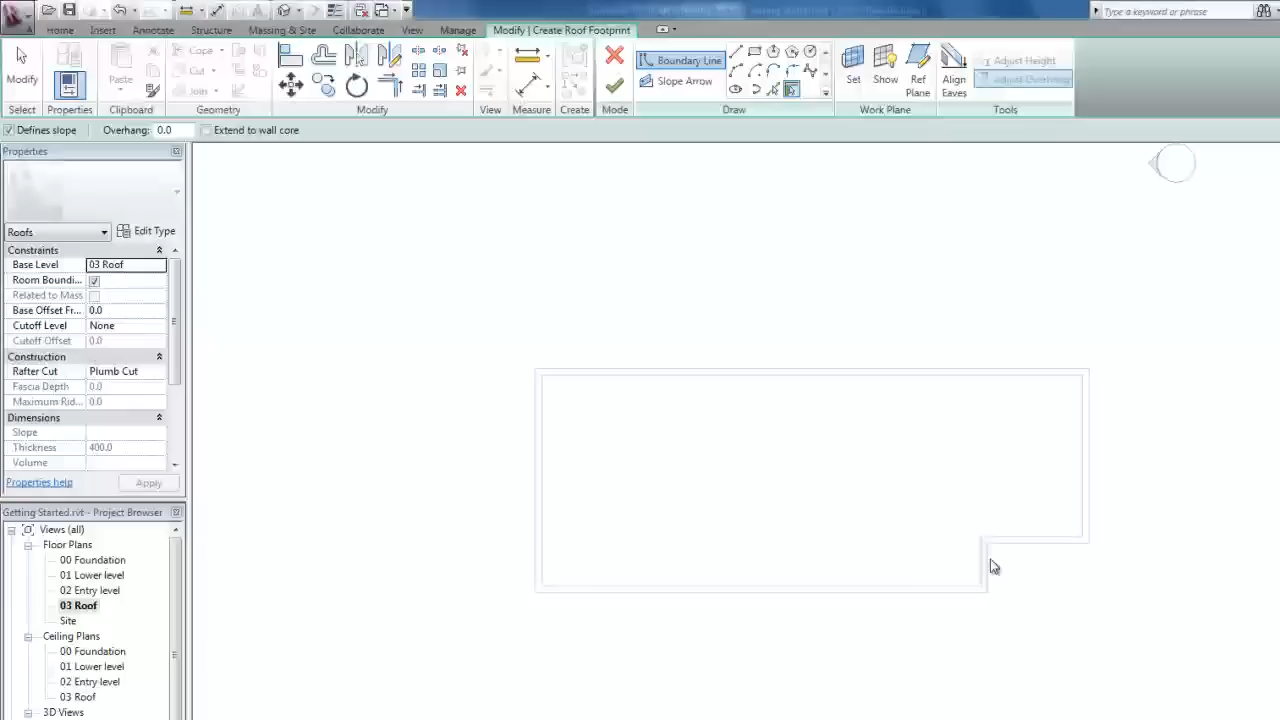 Type a keyword or phrase
Home Insert Annotate Structure Massing & Site Collaborate View Manage Modify | Create Roof Footprint
Modify
Paste
Cope
Cut
Join
Boundary Line
Slope Arrow
Set
Show
Ref
Plane
Align
Eaves
Adjust Height
Adjust Overhang
Select Properties Clipboard Geometry Modify View Measure Create Mode Draw Work Plane Tools
Defines slope Overhang: 0.0 Extend to wall core
Properties
Roofs Edit Type
Constraints
Base Level 03 Roof
Room Boundi...
Related to Mass
Base Offset Fr... 0.0
Cutoff Level None
Cutoff Offset 0.0
Construction
Rafter Cut Plumb Cut
Fascia Depth 0.0
Maximum Rid... 0.0
Dimensions
Slope
Thickness 400.0
Volume
Properties help Apply
Getting Started.rvt - Project Browser
Views (all)
Floor Plans
00 Foundation
01 Lower level
02 Entry level
03 Roof
Site
Ceiling Plans
00 Foundation
01 Lower level
02 Entry level
03 Roof
3D Views